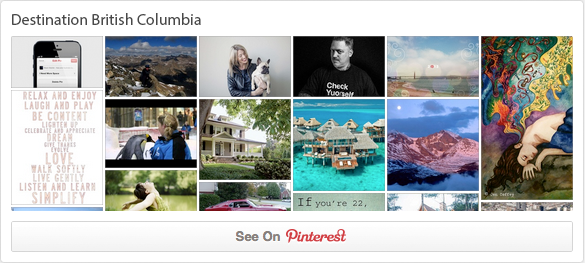 Destination British Columbia
RELAX AND ENJOY
LAUGH AND PLAY
BE CONTENT
LIGHTEN UP
CELEBRATE AND APPRECIATE
DREAM
GIVE THANKS
EVOLVE
LOVE
WALK SOFTLY
LIVE GENTLY
LISTEN AND LEARN
SIMPLIFY
Check
Yourself
If you're 22,
See On Pinterest